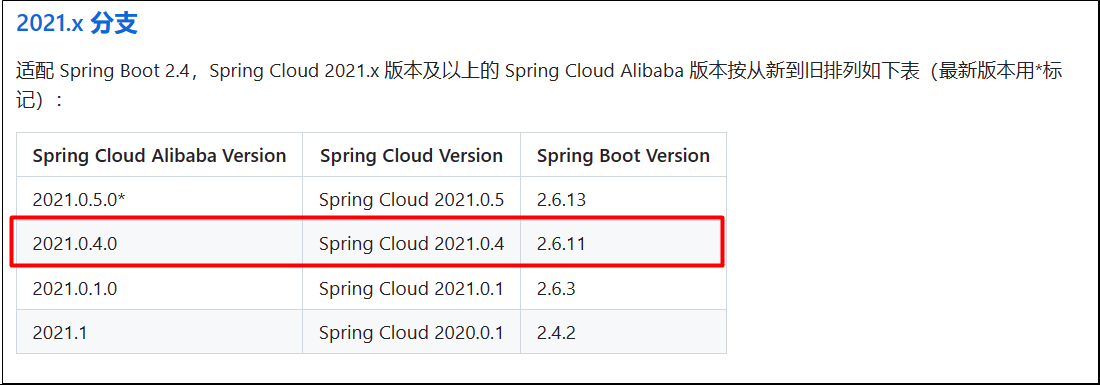 2021.x 分支
适配 Spring Boot 2.4，Spring Cloud 2021.x 版本及以上的 Spring Cloud Alibaba 版本按从新到旧排列如下表（最新版本用*标
记）：
Spring Cloud Alibaba Version Spring Cloud Version Spring Boot Version
2021.0.5.0* Spring Cloud 2021.0.5 2.6.13
2021.0.4.0 Spring Cloud 2021.0.4 2.6.11
2021.0.1.0 Spring Cloud 2021.0.1 2.6.3
2021.1 Spring Cloud 2020.0.1 2.4.2